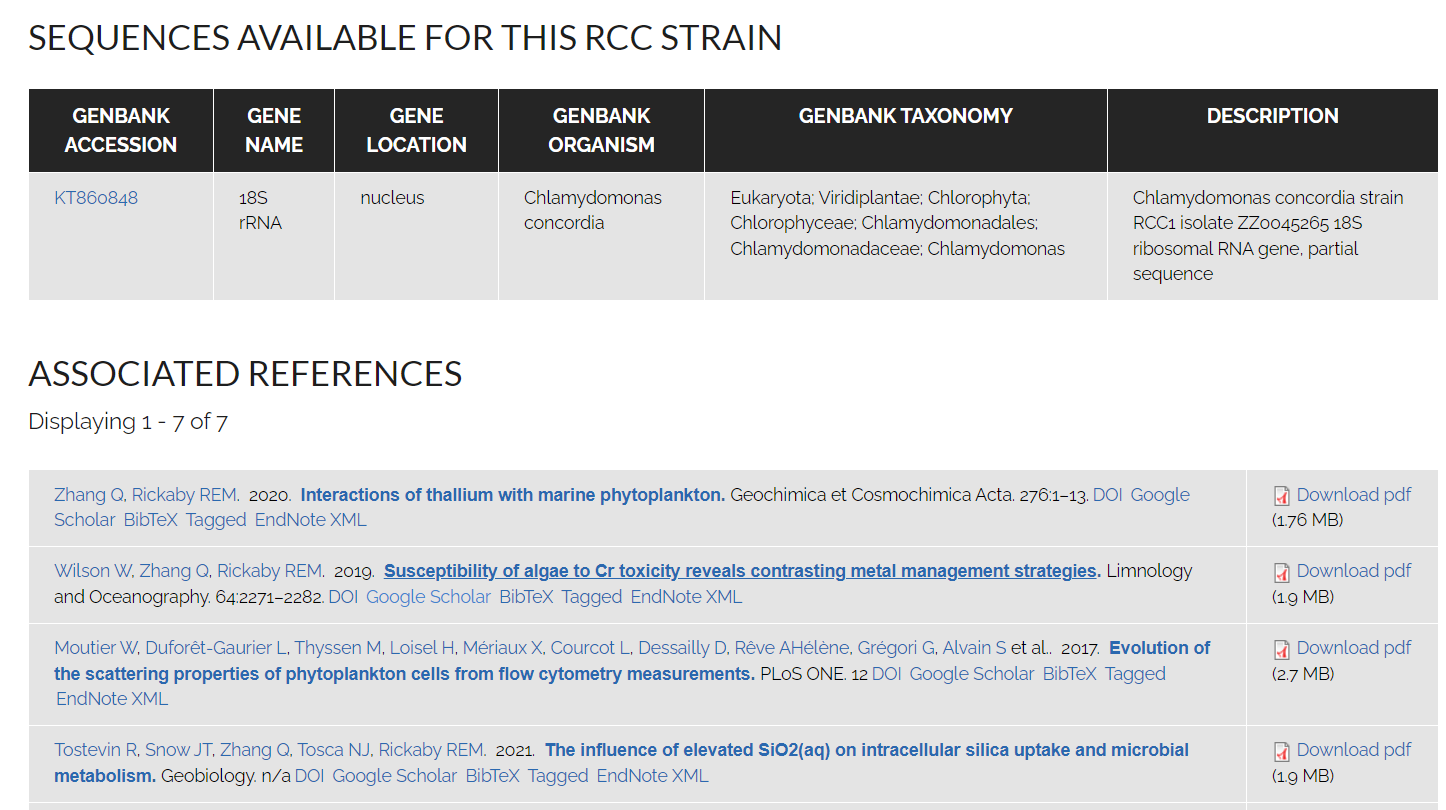 SEQUENCES AVAILABLE FOR THIS RCC STRAIN
GENBANK ACCESSION
GENE NAME
GENE LOCATION
GENBANK ORGANISM
GENBANK TAXONOMY
DESCRIPTION
KT860848
18S
rRNA
nucleus
Chlamydomonas
concordia
Eukaryota; Viridiplantae; Chlorophyta;
Chlorophyceae; Chlamydomonadales;
Chlamydomonadaceae; Chlamydomonas
Chlamydomonas concordia strain
RCC1 isolate ZZ0045265 18S
ribosomal RNA gene, partial
sequence
ASSOCIATED REFERENCES
Displaying 1 - 7 of 7
Zhang Q, Rickaby REM. 2020. Interactions of thallium with marine phytoplankton. Geochimica et Cosmochimica Acta. 276:1–13. DOI Google
Scholar BibTeX Tagged EndNote XML
Download pdf
(1.76 MB)
Wilson W, Zhang Q, Rickaby REM. 2019. Susceptibility of algae to Cr toxicity reveals contrasting metal management strategies. Limnology
and Oceanography. 64:2271–2282. DOI Google Scholar BibTeX Tagged EndNote XML
Download pdf
(1.9 MB)
Moutier W, Duforêt-Gaurier L, Thyssen M, Loisel H, Mériaux X, Courcot L, Dessailly D, Rêve AHélène, Grégori G, Alvain S et al.. 2017. Evolution of
the scattering properties of phytoplankton cells from flow cytometry measurements. PLoS ONE. 12 DOI Google Scholar BibTeX Tagged
EndNote XML
Download pdf
(2.7 MB)
Tostevin R, Snow JT, Zhang Q, Tosca NJ, Rickaby REM. 2021. The influence of elevated SiO2(aq) on intracellular silica uptake and microbial
metabolism. Geobiology. n/a DOI Google Scholar BibTeX Tagged EndNote XML
Download pdf
(1.9 MB)